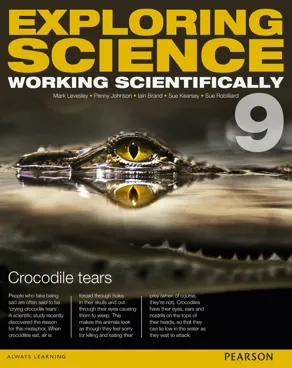 EXPLORING
SCIENCE
WORKING SCIENTIFICALLY
Mark Levesley • Penny Johnson • Iain Brand • Sue Kearsey • Sue Robilliard
9
Crocodile tears
People who fake being
sad are often said to be
'crying crocodile tears'.
A scientific study recently
discovered the reason for
this metaphor. When
crocodiles eat, air is
forced through holes
in their skulls and out
through their eyes causing
them to weep. This
makes the animals look
as though they feel sorry
for killing and eating their
prey (when of course,
they're not). Crocodiles
have their eyes, ears and
nostrils on the tops of
their heads, so that they
can lie low in the water as
they wait to attack.
ALWAYS LEARNING
PEARSON